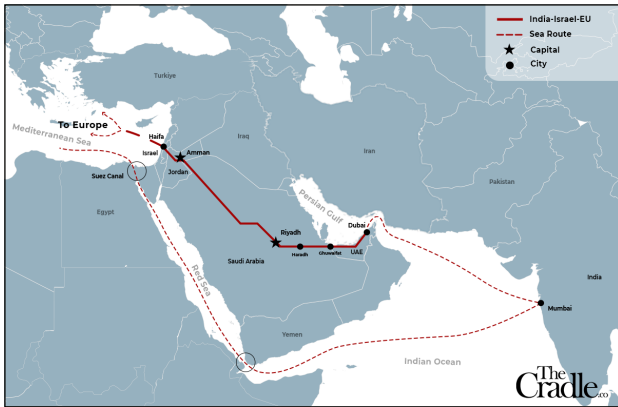 India-Israel-EU
Sea Route
Capital
City
Turkiye
To Europe
Mediterranean Sea
Haifa
Israel
Amman
Jordan
Iraq
Iran
Suez Canal
Pakistan
Egypt
Persian Gulf
Riyadh
Dubai
Haradh
Ghuwaifat
UAE
Saudi Arabia
Red Sea
India
Mumbai
Yemen
Indian Ocean
The
Cradle.co